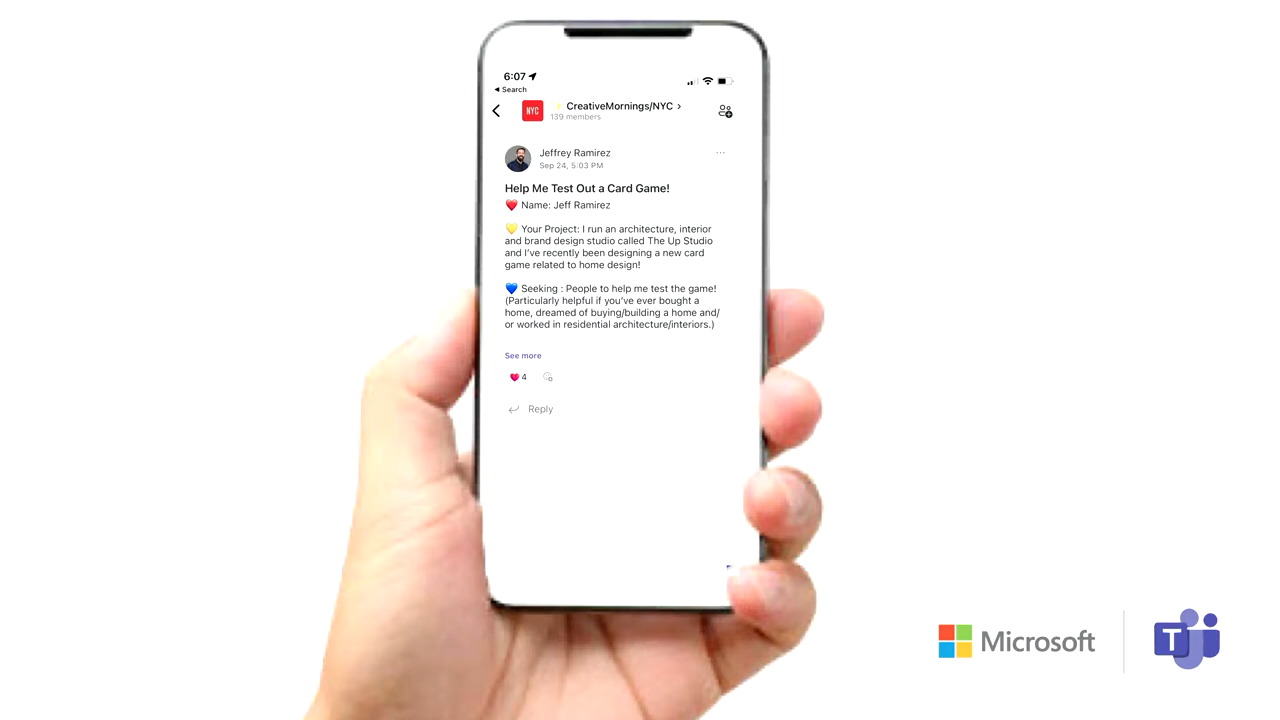 6:07
Search
NYC
CreativeMornings/NYC
139 members
Jeffrey Ramirez
Sep 24, 5:03 PM
Help Me Test Out a Card Game!
❤️ Name: Jeff Ramirez
💛 Your Project: I run an architecture, interior
and brand design studio called The Up Studio
and I've recently been designing a new card
game related to home design!
💙 Seeking : People to help me test the game!
(Particularly helpful if you've ever bought a
home, dreamed of buying/building a home and/
or worked in residential architecture/interiors.)
See more
4
Reply
Microsoft
T